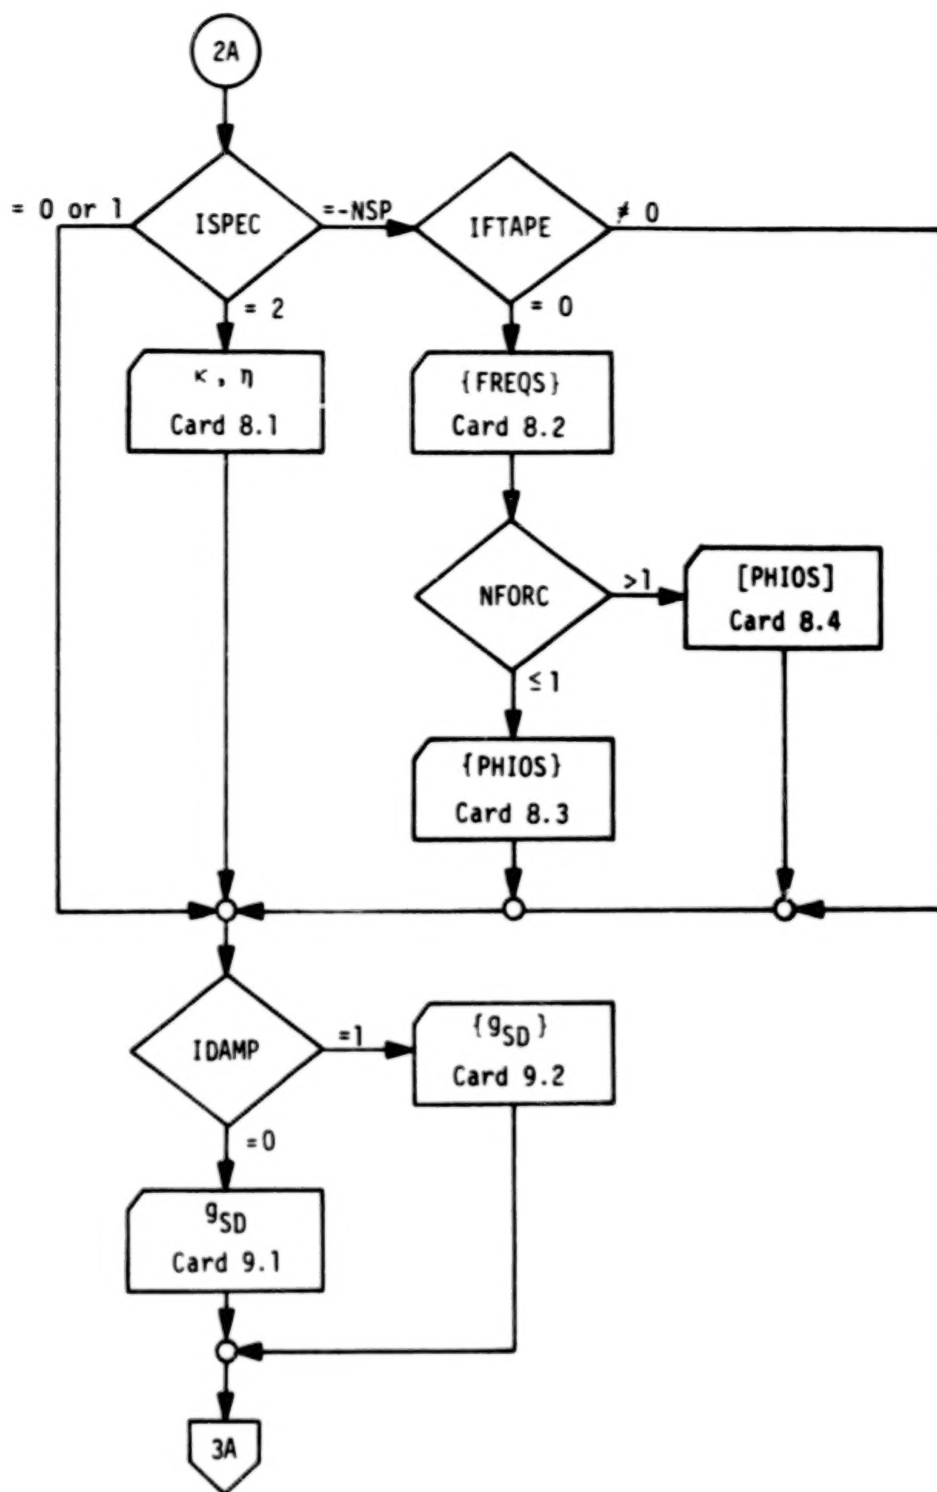 2A
= 0 or 1
ISPEC
=-NSP
IFTAPE
≠ 0
= 2
= 0
κ, η
Card 8.1
{FREQS}
Card 8.2
NFORC
>1
[PHIOS]
Card 8.4
≤1
{PHIOS}
Card 8.3
IDAMP
=1
{gSD}
Card 9.2
=0
gSD
Card 9.1
3A